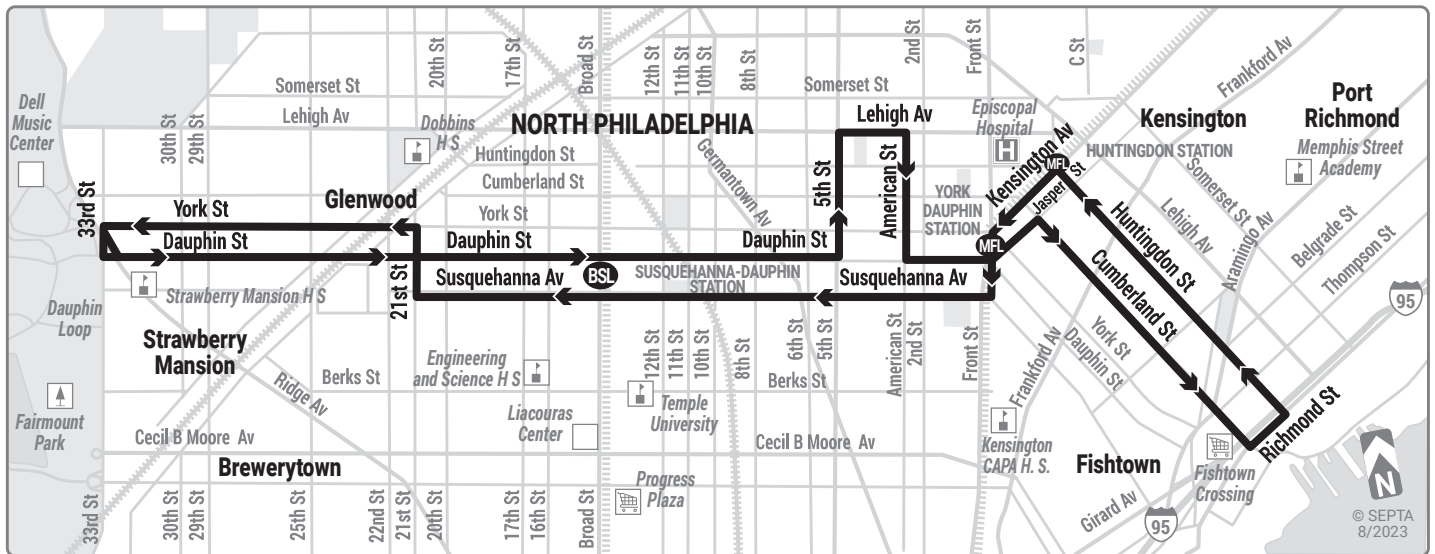 20th St
17th St
Broad St
12th St
11th St
10th St
8th St
2nd St
Front St
C St
Frankford Av
Somerset St
Somerset St
Port
Richmond
Dell
Music
Center
30th St
29th St
Lehigh Av
Dobbins
H S
NORTH PHILADELPHIA
Lehigh Av
Episcopal
Hospital
H
Kensington
HUNTINGDON STATION
Memphis Street
Academy
Huntingdon St
Cumberland St
Germantown Av
5th St
American St
Kensington Av
MFL
Jasper St
Somerset St
Lehigh Av
Aramingo Av
Belgrade St
Thompson St
33rd St
York St
Glenwood
York St
YORK
DAUPHIN
STATION
MFL
Huntingdon St
Dauphin St
Dauphin St
Dauphin St
Cumberland St
21st St
Susquehanna Av
BSL
SUSQUEHANNA-DAUPHIN
STATION
Susquehanna Av
95
Strawberry Mansion H S
Dauphin
Loop
Strawberry
Mansion
Engineering
and Science H S
12th St
11th St
10th St
8th St
6th St
5th St
American St
2nd St
Front St
Frankford Av
York St
Dauphin St
Berks St
Berks St
Ridge Av
Fairmount
Park
Liacouras
Center
Temple
University
Cecil B Moore Av
Cecil B Moore Av
Kensington
CAPA H. S.
Fishtown
Richmond St
Fishtown
Crossing
Brewerytown
Progress
Plaza
33rd St
30th St
29th St
25th St
22nd St
21st St
20th St
17th St
16th St
Broad St
Girard Av
95
N
© SEPTA
8/2023